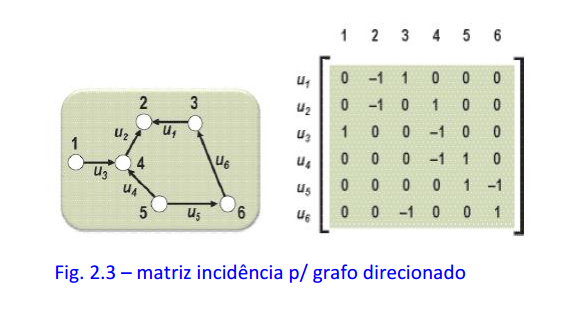 1 2 3 4 5 6
u₁ 0 –1 1 0 0 0
u₂ 0 –1 0 1 0 0
u₃ 1 0 0 –1 0 0
u₄ 0 0 0 –1 1 0
u₅ 0 0 0 0 1 –1
u₆ 0 0 –1 0 0 1
2 3
1 u₂ u₁
u₃ 4 u₆
u₄
5 u₅ 6
Fig. 2.3 – matriz incidência p/ grafo direcionado